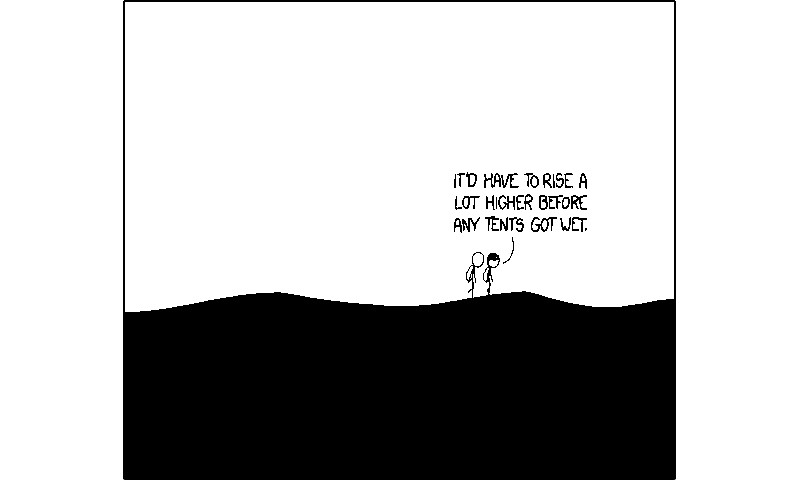 IT'D HAVE TO RISE A
LOT HIGHER BEFORE
ANY TENTS GOT WET.